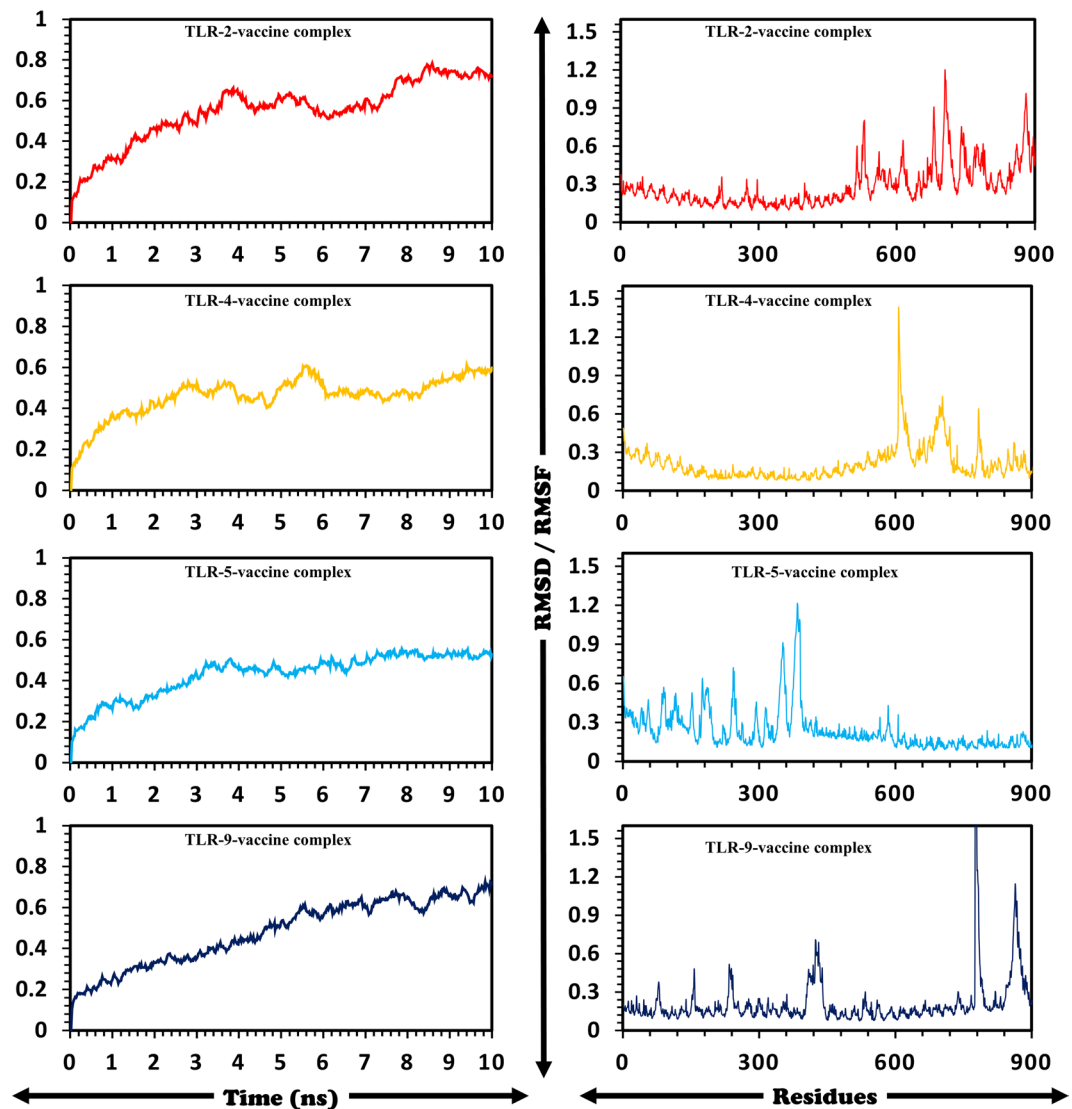 TLR-2-vaccine complex
1
0.8
0.6
0.4
0.2
0
0 1 2 3 4 5 6 7 8 9 10
TLR-2-vaccine complex
1.5
1.2
0.9
0.6
0.3
0
0 300 600 900
TLR-4-vaccine complex
1
0.8
0.6
0.4
0.2
0
0 1 2 3 4 5 6 7 8 9 10
TLR-4-vaccine complex
1.5
1.2
0.9
0.6
0.3
0
0 300 600 900
RMSD / RMSF
TLR-5-vaccine complex
1
0.8
0.6
0.4
0.2
0
0 1 2 3 4 5 6 7 8 9 10
TLR-5-vaccine complex
1.5
1.2
0.9
0.6
0.3
0
0 300 600 900
TLR-9-vaccine complex
1
0.8
0.6
0.4
0.2
0
0 1 2 3 4 5 6 7 8 9 10
TLR-9-vaccine complex
1.5
1.2
0.9
0.6
0.3
0
0 300 600 900
Time (ns)
Residues